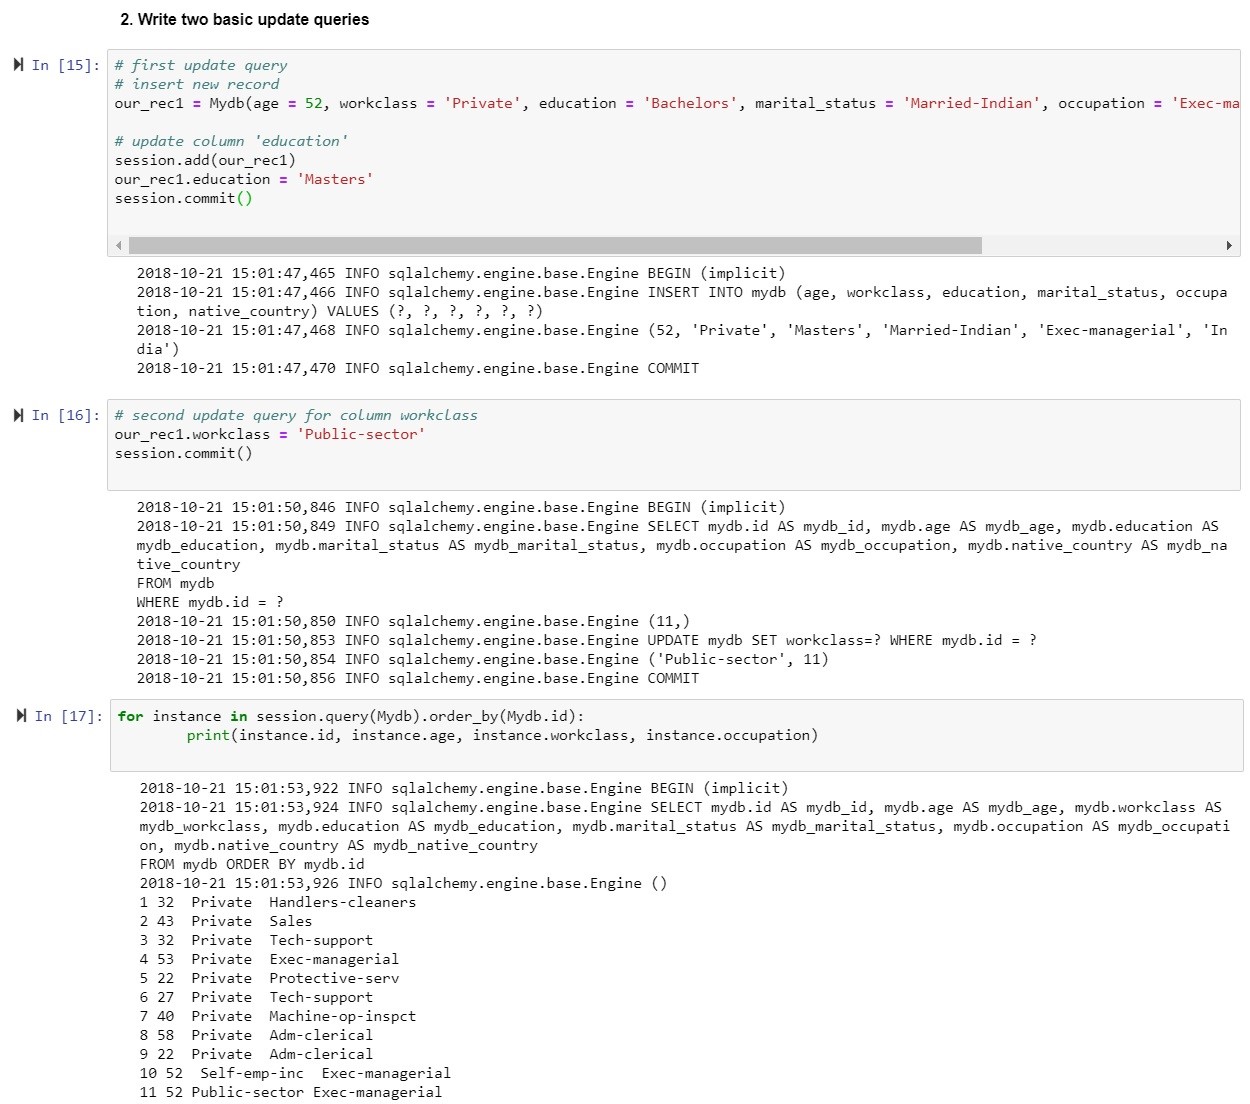 2. Write two basic update queries
In [15]:
# first update query
# insert new record
our_rec1 = Mydb(age = 52, workclass = 'Private', education = 'Bachelors', marital_status = 'Married-Indian', occupation = 'Exec-ma
# update column 'education'
session.add(our_rec1)
our_rec1.education = 'Masters'
session.commit()
2018-10-21 15:01:47,465 INFO sqlalchemy.engine.base.Engine BEGIN (implicit)
2018-10-21 15:01:47,466 INFO sqlalchemy.engine.base.Engine INSERT INTO mydb (age, workclass, education, marital_status, occupa
tion, native_country) VALUES (?, ?, ?, ?, ?, ?)
2018-10-21 15:01:47,468 INFO sqlalchemy.engine.base.Engine (52, 'Private', 'Masters', 'Married-Indian', 'Exec-managerial', 'In
dia')
2018-10-21 15:01:47,470 INFO sqlalchemy.engine.base.Engine COMMIT
In [16]:
# second update query for column workclass
our_rec1.workclass = 'Public-sector'
session.commit()
2018-10-21 15:01:50,846 INFO sqlalchemy.engine.base.Engine BEGIN (implicit)
2018-10-21 15:01:50,849 INFO sqlalchemy.engine.base.Engine SELECT mydb.id AS mydb_id, mydb.age AS mydb_age, mydb.education AS
mydb_education, mydb.marital_status AS mydb_marital_status, mydb.occupation AS mydb_occupation, mydb.native_country AS mydb_na
tive_country
FROM mydb
WHERE mydb.id = ?
2018-10-21 15:01:50,850 INFO sqlalchemy.engine.base.Engine (11,)
2018-10-21 15:01:50,853 INFO sqlalchemy.engine.base.Engine UPDATE mydb SET workclass=? WHERE mydb.id = ?
2018-10-21 15:01:50,854 INFO sqlalchemy.engine.base.Engine ('Public-sector', 11)
2018-10-21 15:01:50,856 INFO sqlalchemy.engine.base.Engine COMMIT
In [17]:
for instance in session.query(Mydb).order_by(Mydb.id):
print(instance.id, instance.age, instance.workclass, instance.occupation)
2018-10-21 15:01:53,922 INFO sqlalchemy.engine.base.Engine BEGIN (implicit)
2018-10-21 15:01:53,924 INFO sqlalchemy.engine.base.Engine SELECT mydb.id AS mydb_id, mydb.age AS mydb_age, mydb.workclass AS
mydb_workclass, mydb.education AS mydb_education, mydb.marital_status AS mydb_marital_status, mydb.occupation AS mydb_occupati
on, mydb.native_country AS mydb_native_country
FROM mydb ORDER BY mydb.id
2018-10-21 15:01:53,926 INFO sqlalchemy.engine.base.Engine ()
1 32  Private  Handlers-cleaners
2 43  Private  Sales
3 32  Private  Tech-support
4 53  Private  Exec-managerial
5 22  Private  Protective-serv
6 27  Private  Tech-support
7 40  Private  Machine-op-inspct
8 58  Private  Adm-clerical
9 22  Private  Adm-clerical
10 52  Self-emp-inc  Exec-managerial
11 52 Public-sector Exec-managerial